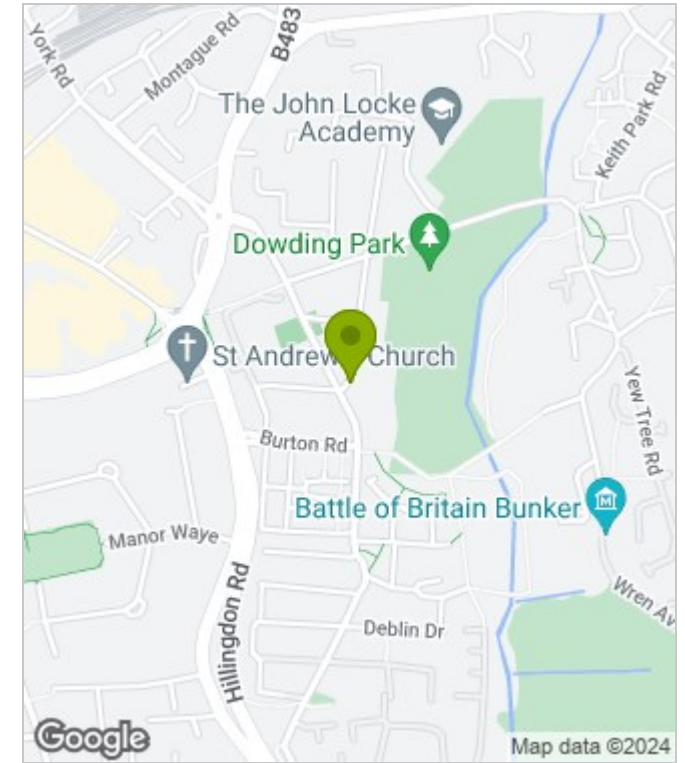 York Rd
Montague Rd
B483
The John Locke
Academy
Keith Park Rd
Dowding Park
St Andrew's Church
Burton Rd
Yew Tree Rd
Battle of Britain Bunker
Manor Waye
Wren Av
Hillingdon Rd
Deblin Dr
Google
Map data ©2024